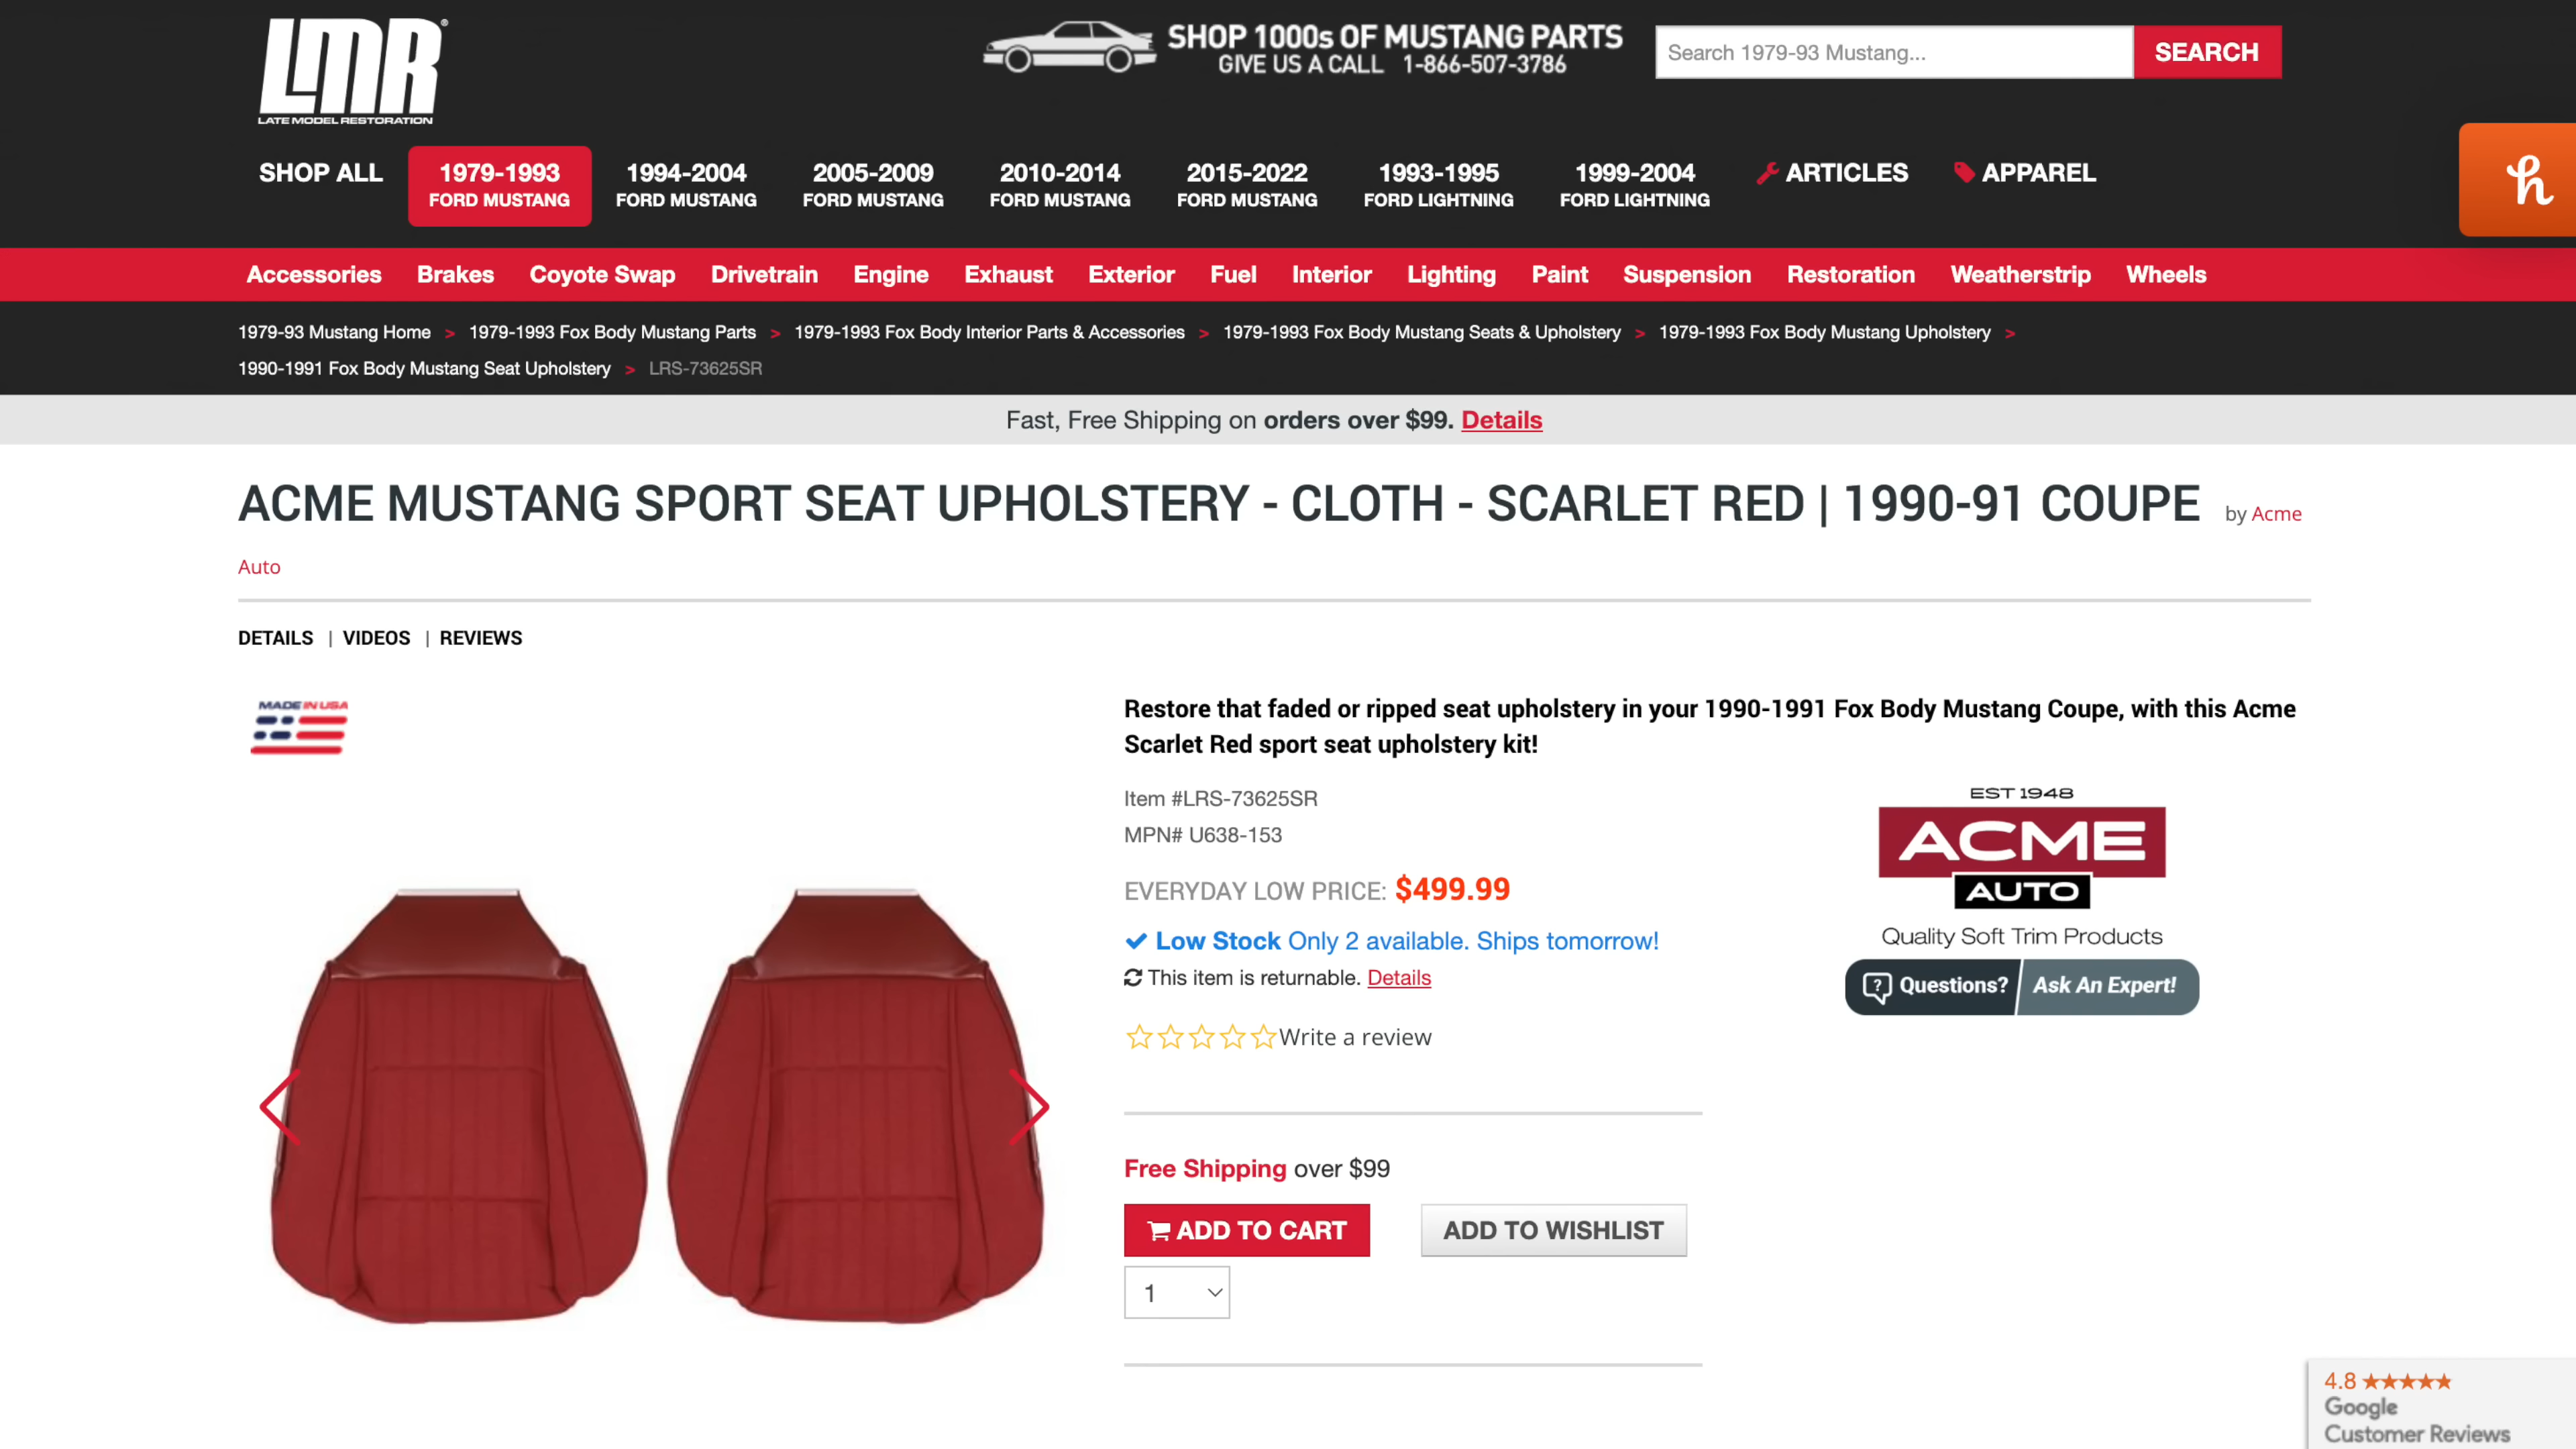 LMR®
LATE MODEL RESTORATION
SHOP 1000s OF MUSTANG PARTS
GIVE US A CALL 1-866-507-3786
Search 1979-93 Mustang...
SEARCH
SHOP ALL
1979-1993
FORD MUSTANG
1994-2004
FORD MUSTANG
2005-2009
FORD MUSTANG
2010-2014
FORD MUSTANG
2015-2022
FORD MUSTANG
1993-1995
FORD LIGHTNING
1999-2004
FORD LIGHTNING
ARTICLES
APPAREL
h
Accessories Brakes Coyote Swap Drivetrain Engine Exhaust Exterior Fuel Interior Lighting Paint Suspension Restoration Weatherstrip Wheels
1979-93 Mustang Home > 1979-1993 Fox Body Mustang Parts > 1979-1993 Fox Body Interior Parts & Accessories > 1979-1993 Fox Body Mustang Seats & Upholstery > 1979-1993 Fox Body Mustang Upholstery >
1990-1991 Fox Body Mustang Seat Upholstery > LRS-73625SR
Fast, Free Shipping on orders over $99. Details
ACME MUSTANG SPORT SEAT UPHOLSTERY - CLOTH - SCARLET RED | 1990-91 COUPE by Acme
Auto
DETAILS | VIDEOS | REVIEWS
MADE IN USA
Restore that faded or ripped seat upholstery in your 1990-1991 Fox Body Mustang Coupe, with this Acme
Scarlet Red sport seat upholstery kit!
Item #LRS-73625SR
MPN# U638-153
EVERYDAY LOW PRICE: $499.99
Low Stock Only 2 available. Ships tomorrow!
This item is returnable. Details
Write a review
EST 1948
ACME
AUTO
Quality Soft Trim Products
Questions? Ask An Expert!
Free Shipping over $99
ADD TO CART
ADD TO WISHLIST
1
4.8 ★★★★★
Google
Customer Reviews